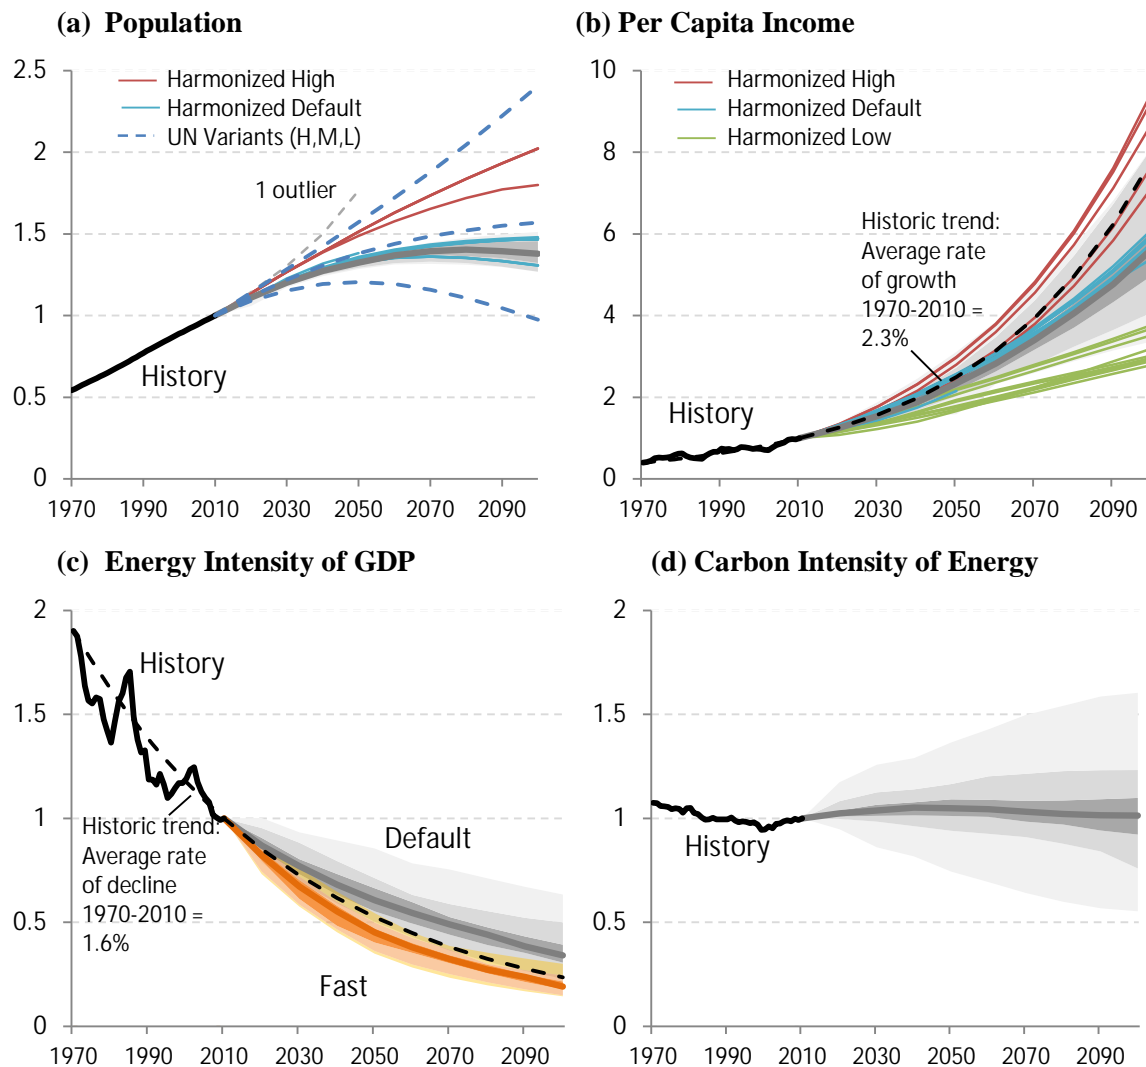 (a) Population
2.5
2
1.5
1
0.5
0
Harmonized High
Harmonized Default
UN Variants (H,M,L)
1 outlier
History
1970 1990 2010 2030 2050 2070 2090
(b) Per Capita Income
10
8
6
4
2
0
Harmonized High
Harmonized Default
Harmonized Low
Historic trend:
Average rate
of growth
1970-2010 =
2.3%
History
1970 1990 2010 2030 2050 2070 2090
(c) Energy Intensity of GDP
2
1.5
1
0.5
0
History
Historic trend:
Average rate
of decline
1970-2010 =
1.6%
Default
Fast
1970 1990 2010 2030 2050 2070 2090
(d) Carbon Intensity of Energy
2
1.5
1
0.5
0
History
1970 1990 2010 2030 2050 2070 2090